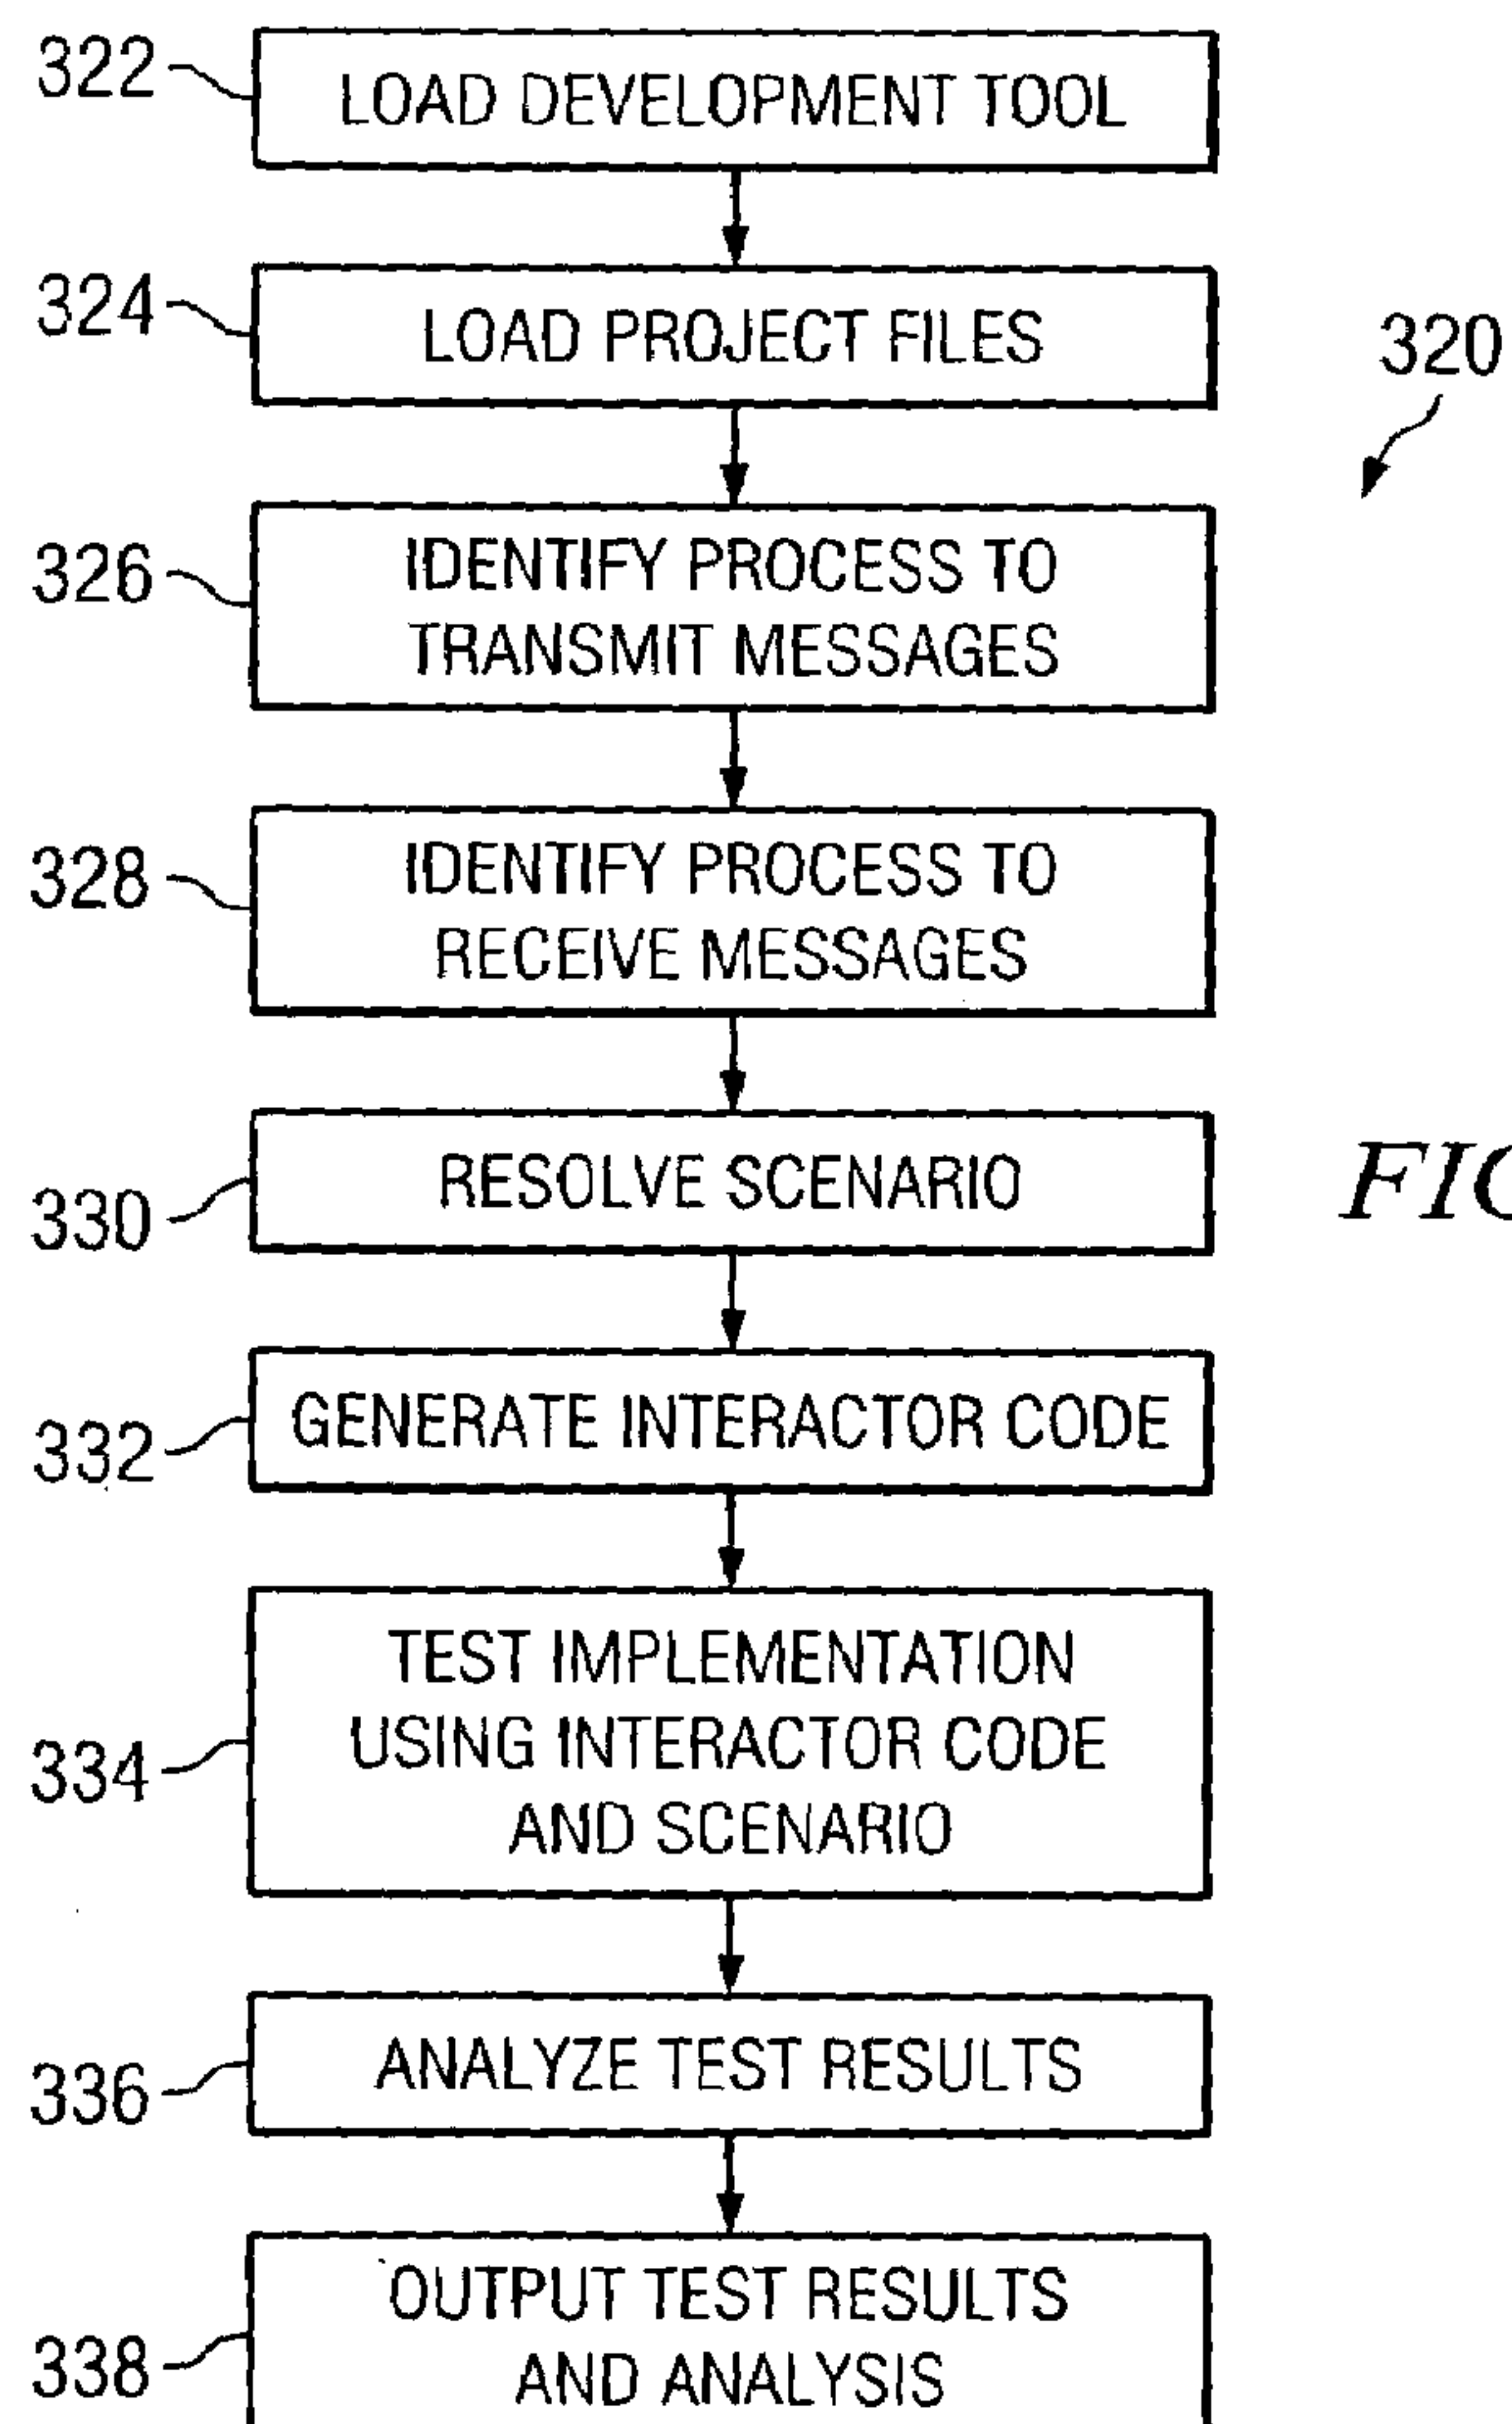 322
LOAD DEVELOPMENT TOOL
324
LOAD PROJECT FILES
320
326
IDENTIFY PROCESS TO
TRANSMIT MESSAGES
328
IDENTIFY PROCESS TO
RECEIVE MESSAGES
330
RESOLVE SCENARIO
332
GENERATE INTERACTOR CODE
334
TEST IMPLEMENTATION
USING INTERACTOR CODE
AND SCENARIO
336
ANALYZE TEST RESULTS
338
OUTPUT TEST RESULTS
AND ANALYSIS